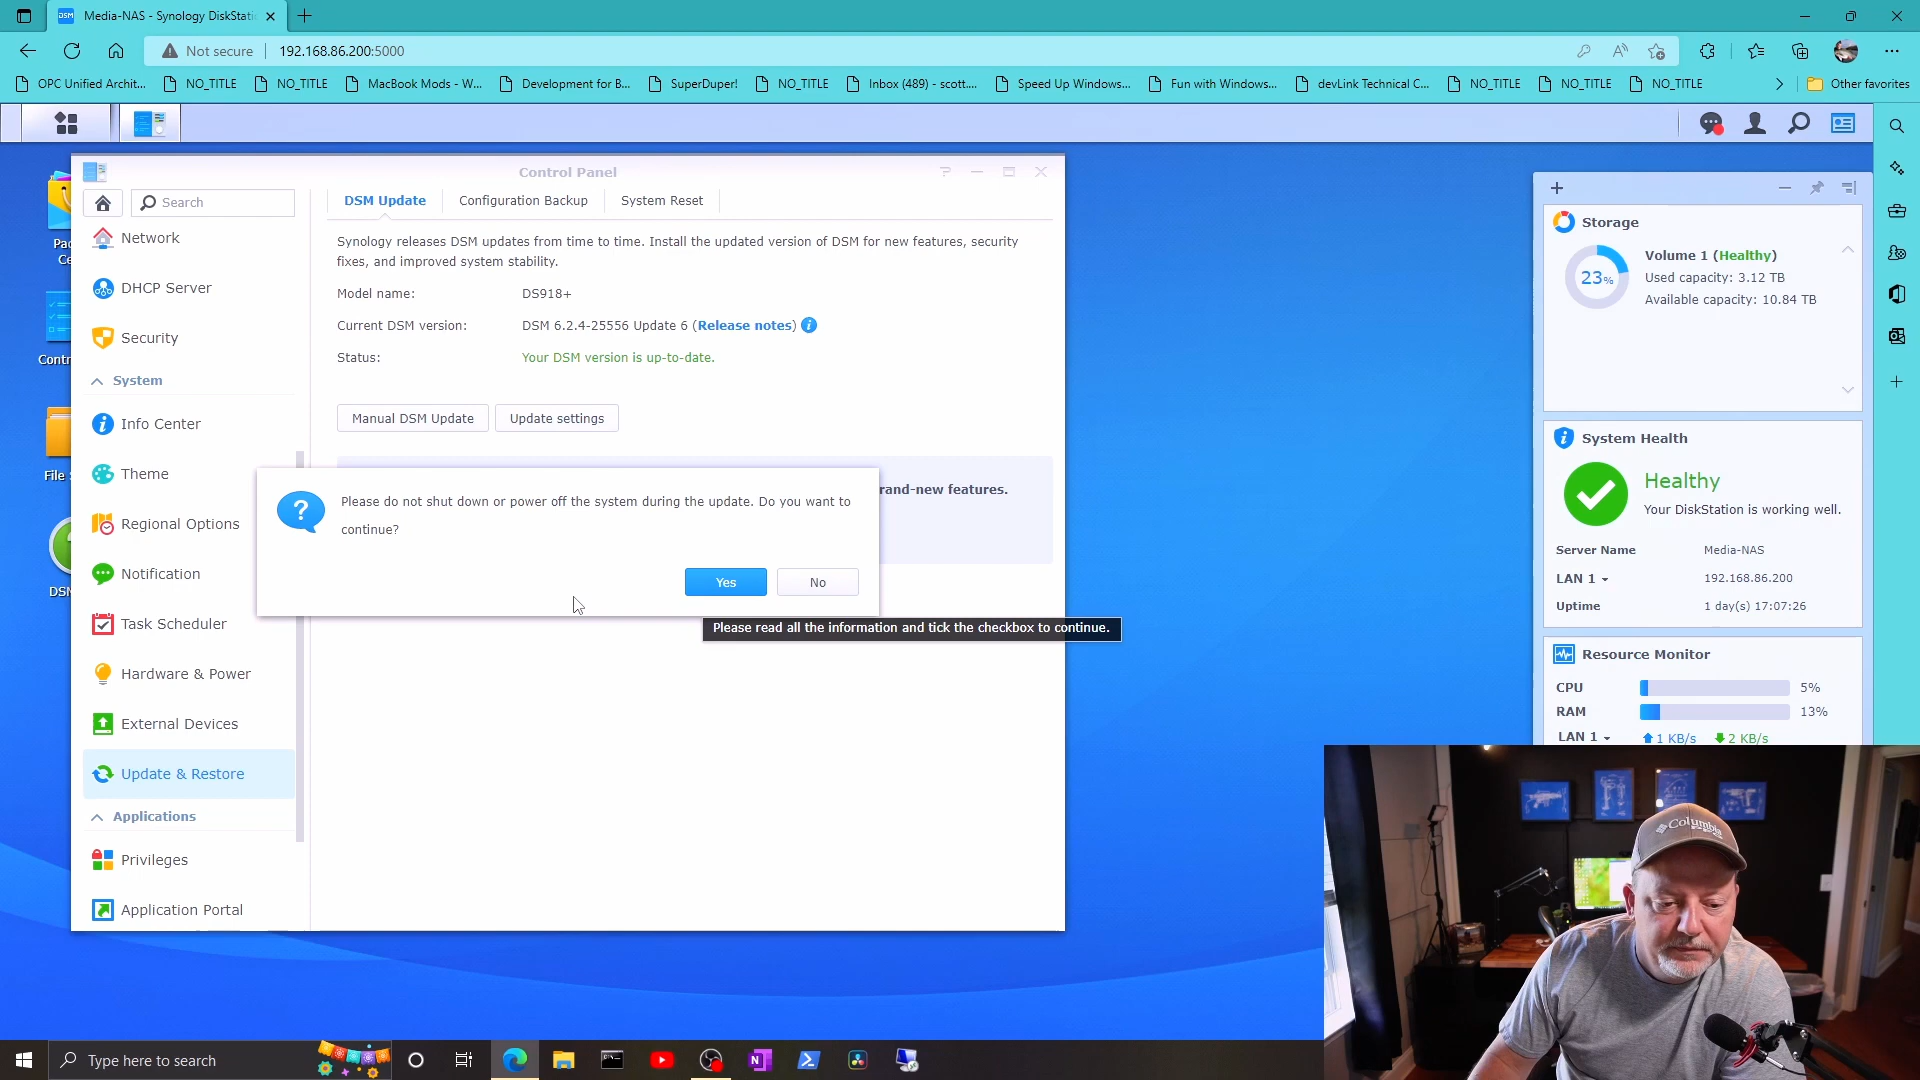 Media-NAS - Synology DiskStati
Not secure
192.168.86.200:5000
OPC Unified Archit...
NO_TITLE
NO_TITLE
MacBook Mods - W...
Development for B...
SuperDuper!
NO_TITLE
Inbox (489) - scott....
Speed Up Windows...
Fun with Windows...
devLink Technical C...
NO_TITLE
NO_TITLE
NO_TITLE
Other favorites
Pac
Ce
Contr
File
DSM
Control Panel
Search
Network
DHCP Server
Security
System
Info Center
Theme
Regional Options
Notification
Task Scheduler
Hardware & Power
External Devices
Update & Restore
Applications
Privileges
Application Portal
DSM Update
Configuration Backup
System Reset
Synology releases DSM updates from time to time. Install the updated version of DSM for new features, security
fixes, and improved system stability.
Model name: DS918+
Current DSM version: DSM 6.2.4-25556 Update 6 (Release notes)
Status: Your DSM version is up-to-date.
Manual DSM Update
Update settings
rand-new features.
Please do not shut down or power off the system during the update. Do you want to
continue?
Yes
No
Please read all the information and tick the checkbox to continue.
Storage
23%
Volume 1 (Healthy)
Used capacity: 3.12 TB
Available capacity: 10.84 TB
System Health
Healthy
Your DiskStation is working well.
Server Name Media-NAS
LAN 1 192.168.86.200
Uptime 1 day(s) 17:07:26
Resource Monitor
CPU 5%
RAM 13%
LAN 1 1 KB/s 2 KB/s
Columbia
Type here to search